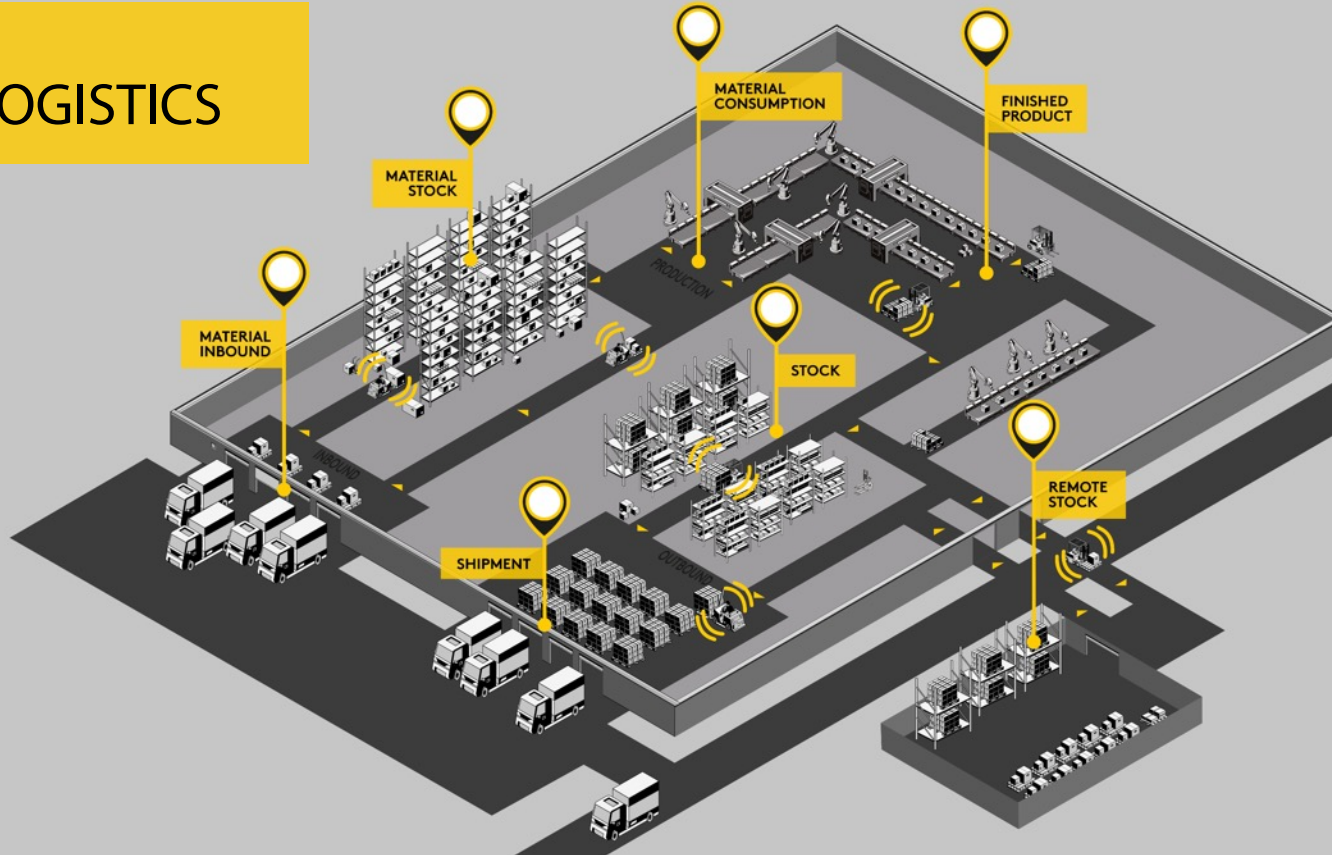 OGISTICS
MATERIAL
CONSUMPTION
FINISHED
PRODUCT
MATERIAL
STOCK
PRODUCTION
MATERIAL
INBOUND
STOCK
INBOUND
REMOTE
STOCK
SHIPMENT
OUTBOUND